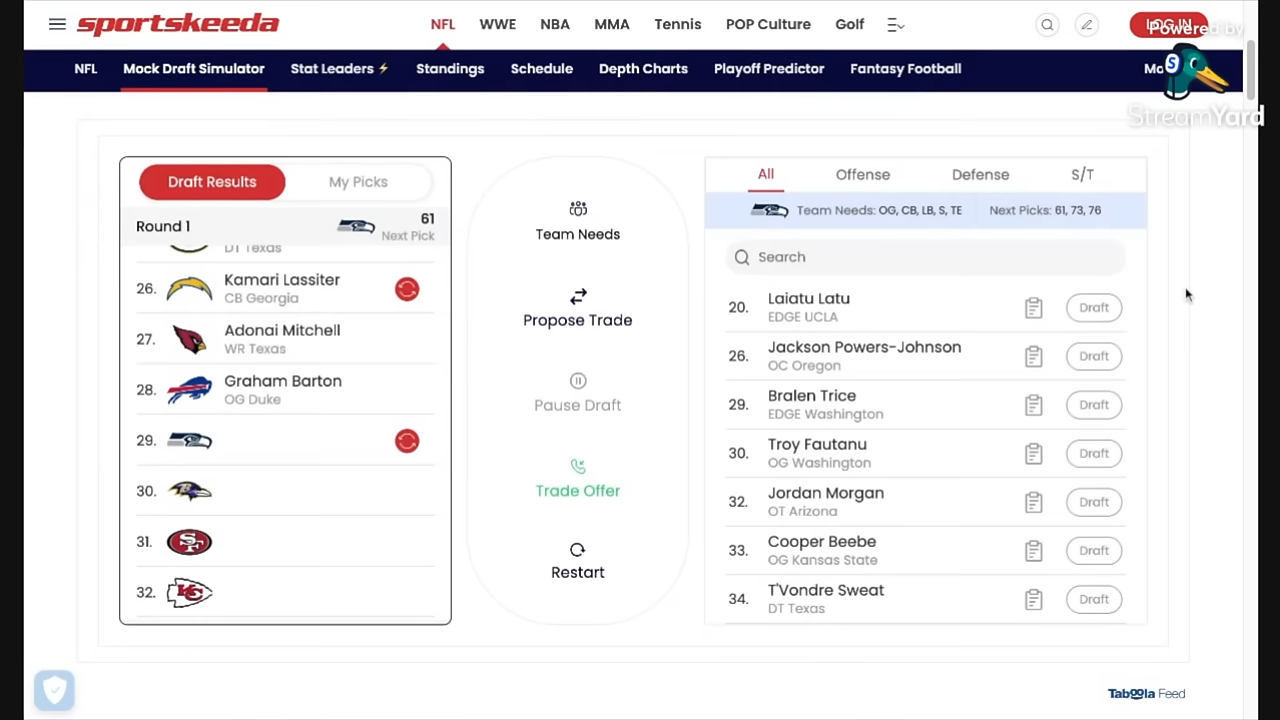 sportskeeda
NFL WWE NBA MMA Tennis POP Culture Golf
LOG IN
Powered by
NFL Mock Draft Simulator Stat Leaders⚡ Standings Schedule Depth Charts Playoff Predictor Fantasy Football
S
StreamYard
Draft Results My Picks
Round 1
61
Next Pick
DT Texas
26. Kamari Lassiter
CB Georgia
27. Adonai Mitchell
WR Texas
28. Graham Barton
OG Duke
29.
30.
31. SF
32. KC
Team Needs
Propose Trade
Pause Draft
Trade Offer
Restart
All Offense Defense S/T
Team Needs: OG, CB, LB, S, TE Next Picks: 61, 73, 76
Search
20. Laiatu Latu Draft
EDGE UCLA
26. Jackson Powers-Johnson Draft
OC Oregon
29. Bralen Trice Draft
EDGE Washington
30. Troy Fautanu Draft
OG Washington
32. Jordan Morgan Draft
OT Arizona
33. Cooper Beebe Draft
OG Kansas State
34. T'Vondre Sweat Draft
DT Texas
Taboola Feed